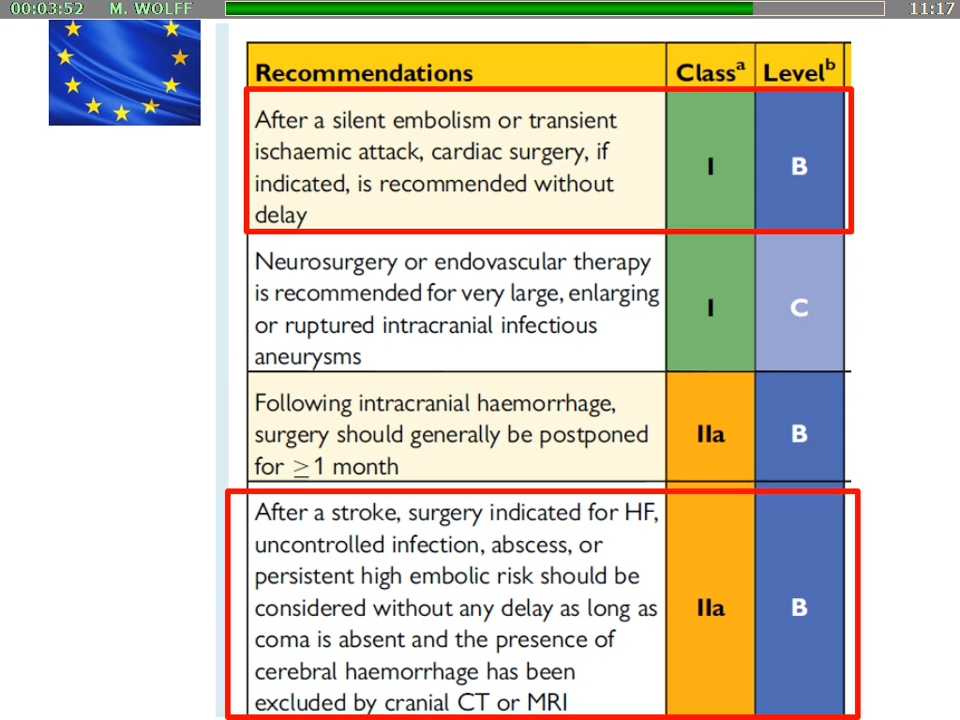 00:03:52 M. WOLFF 11:17
Recommendations Classᵃ Levelᵇ
After a silent embolism or transient
ischaemic attack, cardiac surgery, if
indicated, is recommended without
delay
I B
Neurosurgery or endovascular therapy
is recommended for very large, enlarging
or ruptured intracranial infectious
aneurysms
I C
Following intracranial haemorrhage,
surgery should generally be postponed
for ≥1 month
IIa B
After a stroke, surgery indicated for HF,
uncontrolled infection, abscess, or
persistent high embolic risk should be
considered without any delay as long as
coma is absent and the presence of
cerebral haemorrhage has been
excluded by cranial CT or MRI
IIa B